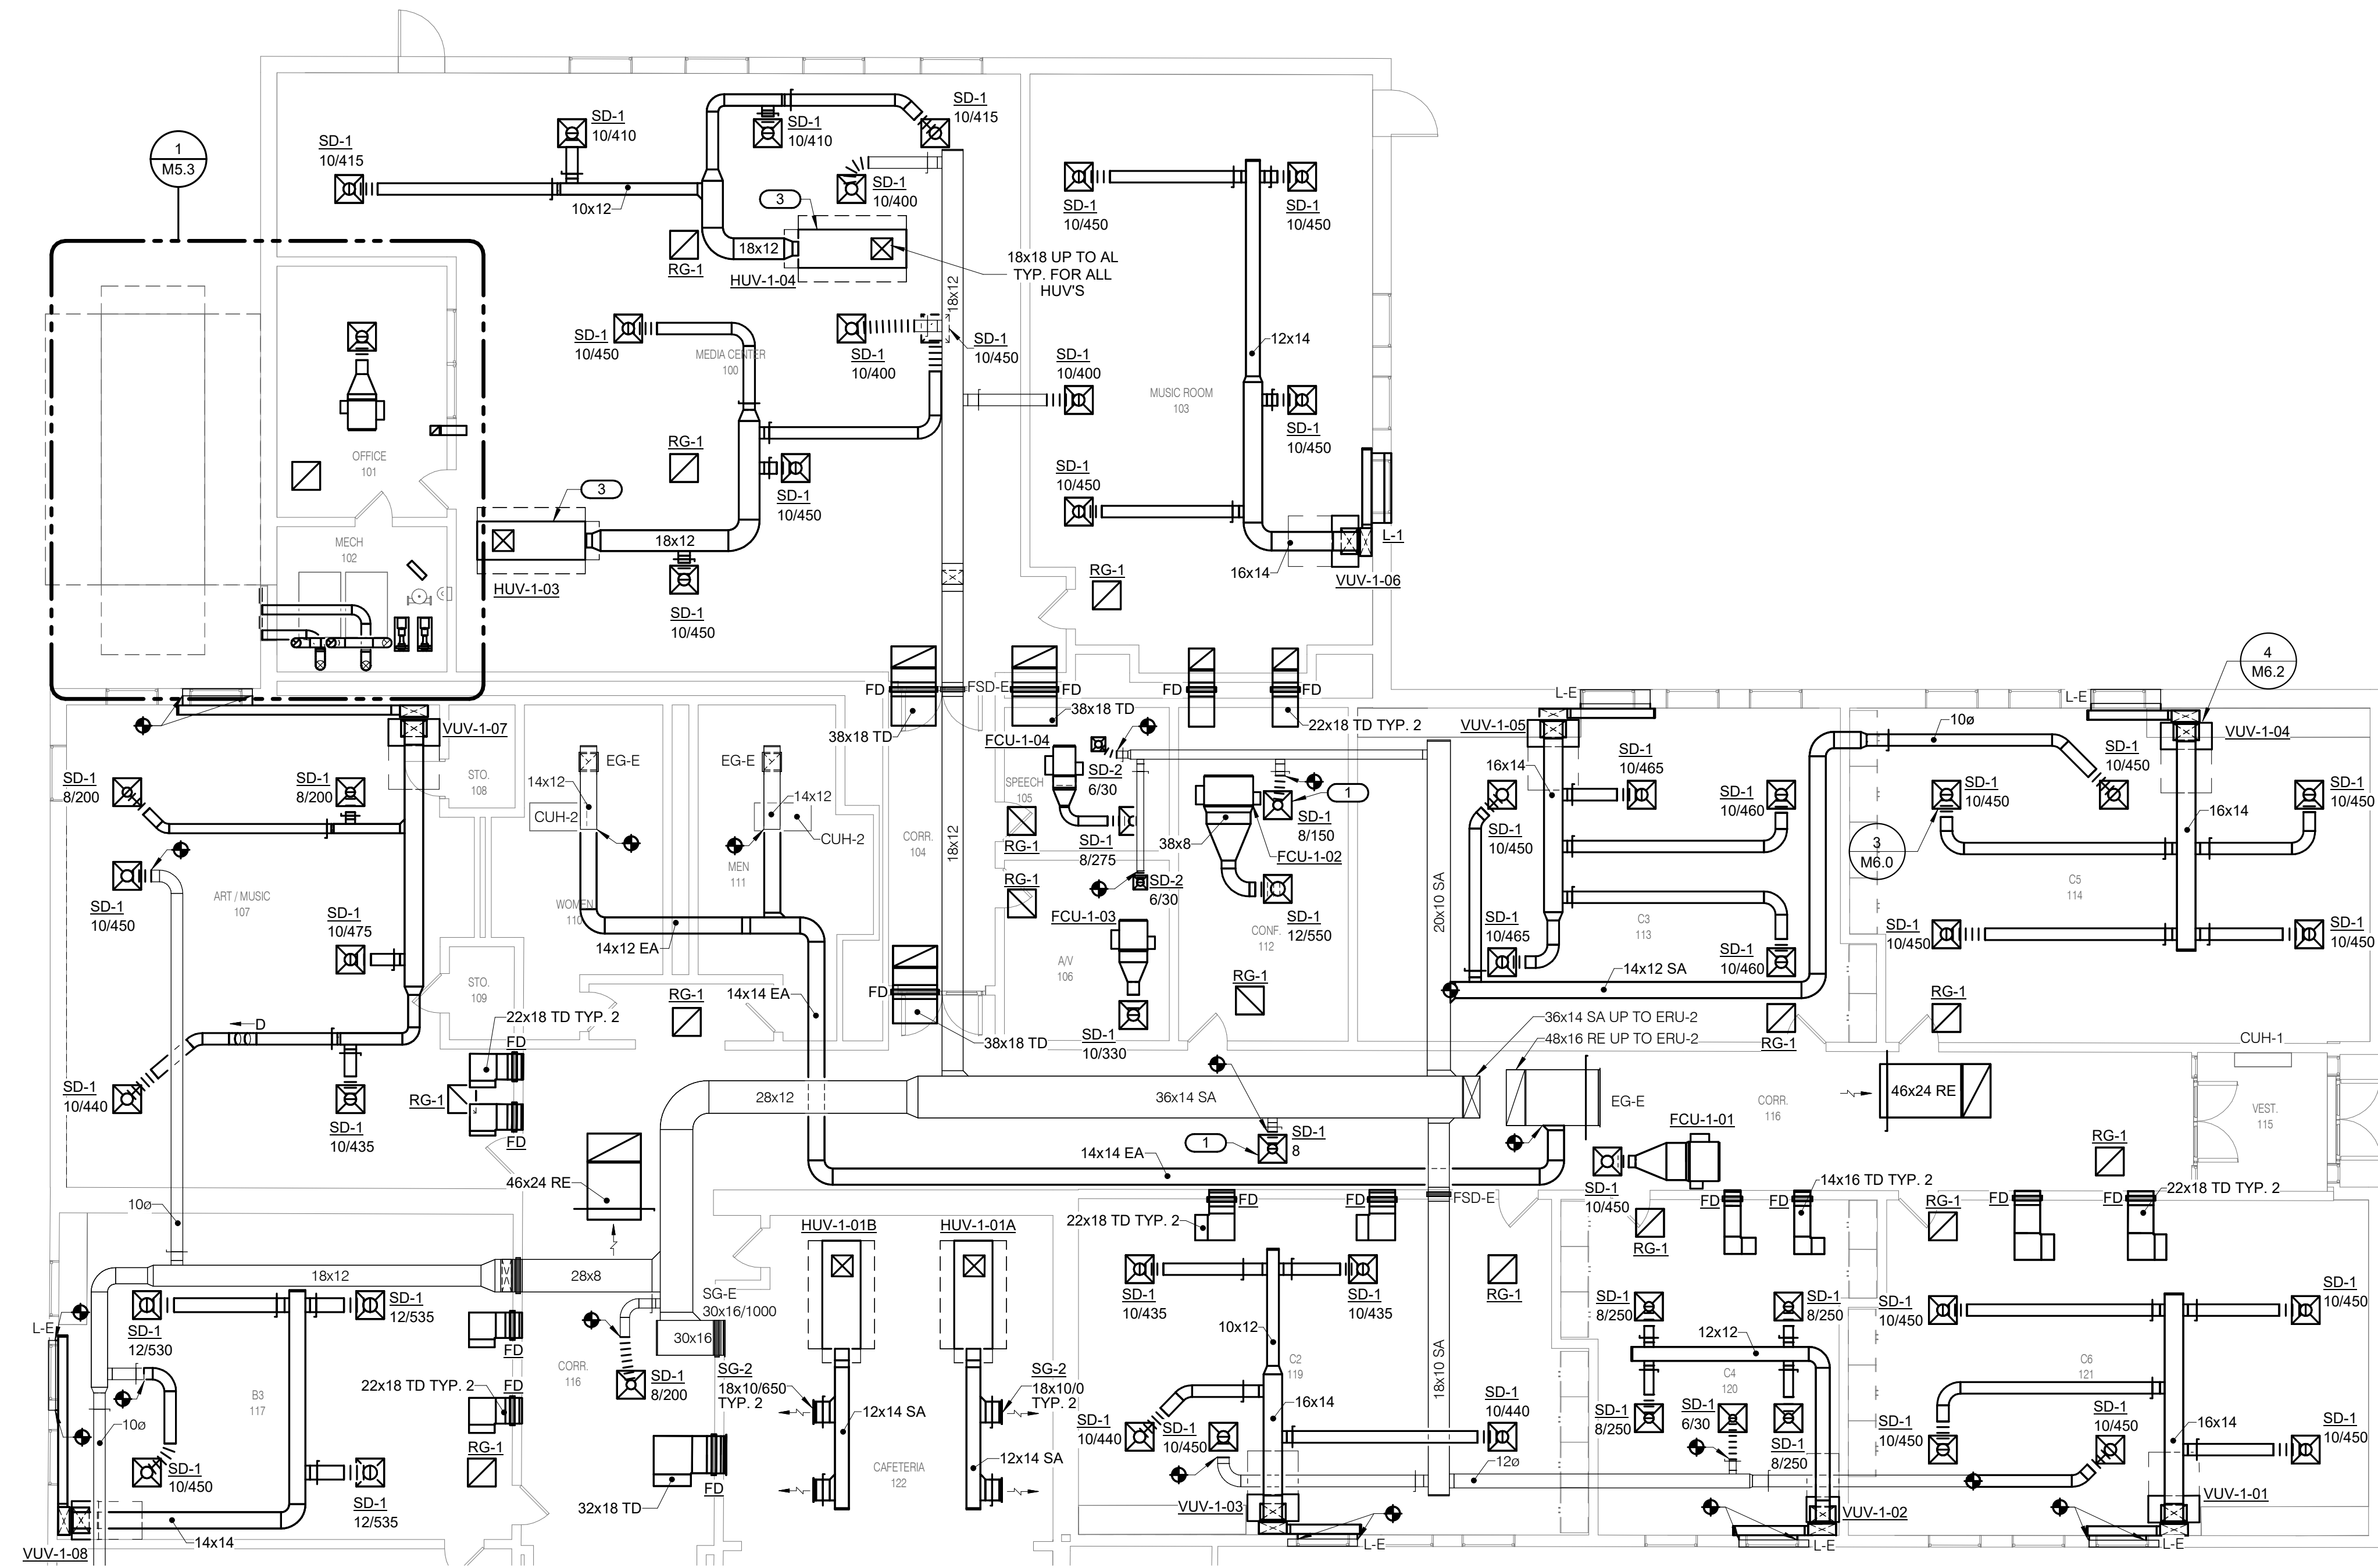 1
M5.3
SD-1
10/415
SD-1
10/410
SD-1
10/410
SD-1
10/415
SD-1
10/400
3
10x12
18x12
RG-1
HUV-1-04
18x18 UP TO AL
TYP. FOR ALL
HUV'S
18x12
SD-1
10/450
SD-1
10/450
SD-1
10/450
SD-1
10/450
12x14
SD-1
10/450
MEDIA CENTER
100
SD-1
10/400
SD-1
10/450
SD-1
10/400
MUSIC ROOM
103
SD-1
10/450
OFFICE
101
RG-1
SD-1
10/450
SD-1
10/450
3
18x12
HUV-1-03
SD-1
10/450
MECH
102
RG-1
16x14
L-1
VUV-1-06
FD
FSD-E
FD
38x18 TD
38x18 TD
FD
FD
22x18 TD TYP. 2
4
M6.2
L-E
L-E
VUV-1-07
VUV-1-05
VUV-1-04
10ø
SD-1
8/200
SD-1
8/200
STO.
108
14x12
EG-E
EG-E
14x12
CUH-2
CUH-2
MEN
111
WOMEN
110
CORR.
104
18x12
FCU-1-04
SPEECH
105
SD-2
6/30
RG-1
SD-1
8/275
38x8
1
SD-1
8/150
FCU-1-02
SD-2
6/30
RG-1
FCU-1-03
SD-1
12/550
CONF.
112
A/V
106
RG-1
20x10 SA
16x14
SD-1
10/465
SD-1
10/450
SD-1
10/460
SD-1
10/465
C3
113
SD-1
10/460
14x12 SA
3
M6.0
SD-1
10/450
SD-1
10/450
SD-1
10/450
16x14
C5
114
SD-1
10/450
SD-1
10/450
SD-1
10/450
ART / MUSIC
107
SD-1
10/475
14x12 EA
STO.
109
D
RG-1
14x14 EA
FD
38x18 TD
SD-1
10/330
22x18 TD TYP. 2
FD
RG-1
FD
SD-1
10/440
SD-1
10/435
36x14 SA UP TO ERU-2
48x16 RE UP TO ERU-2
RG-1
RG-1
CUH-1
28x12
36x14 SA
EG-E
CORR.
116
46x24 RE
VEST.
115
1
SD-1
8
14x14 EA
FCU-1-01
RG-1
46x24 RE
FSD-E
SD-1
10/450
10ø
18x12
28x8
HUV-1-01B
HUV-1-01A
22x18 TD TYP. 2
FD
FD
RG-1
RG-1
FD
FD
14x16 TD TYP. 2
RG-1
FD
FD
22x18 TD TYP. 2
L-E
SD-1
12/530
SD-1
12/535
FD
SG-E
30x16/1000
30x16
SD-1
10/435
SD-1
10/435
10x12
C2
119
18x10 SA
SD-1
8/250
SD-1
8/250
12x12
C4
120
SD-1
10/450
SD-1
10/450
C6
121
B3
117
22x18 TD TYP. 2
FD
CORR.
116
SD-1
8/200
SG-2
18x10/650
TYP. 2
SG-2
18x10/0
TYP. 2
12x14 SA
12x14 SA
CAFETERIA
122
10ø
RG-1
SD-1
10/450
SD-1
12/535
14x14
VUV-1-08
32x18 TD
FD
SD-1
10/440
SD-1
10/450
16x14
SD-1
10/440
12ø
VUV-1-03
L-E
SD-1
8/250
SD-1
6/30
SD-1
8/250
VUV-1-02
L-E
SD-1
10/450
SD-1
10/450
16x14
SD-1
10/450
VUV-1-01
L-E